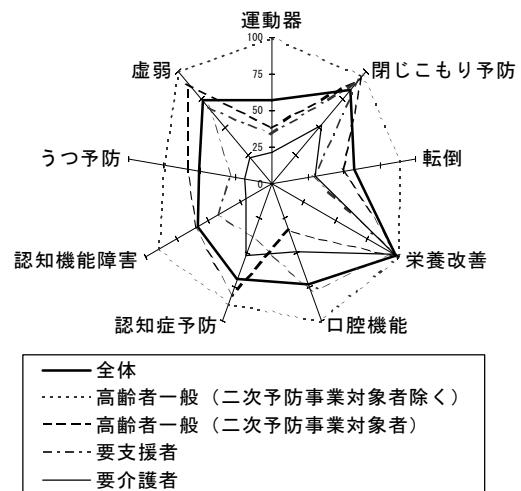 運動器
100
虚弱
閉じこもり予防
75
50
25
うつ予防
転倒
0
認知機能障害
栄養改善
認知症予防
口腔機能
全体
高齢者一般（二次予防事業対象者除く）
高齢者一般（二次予防事業対象者）
要支援者
要介護者